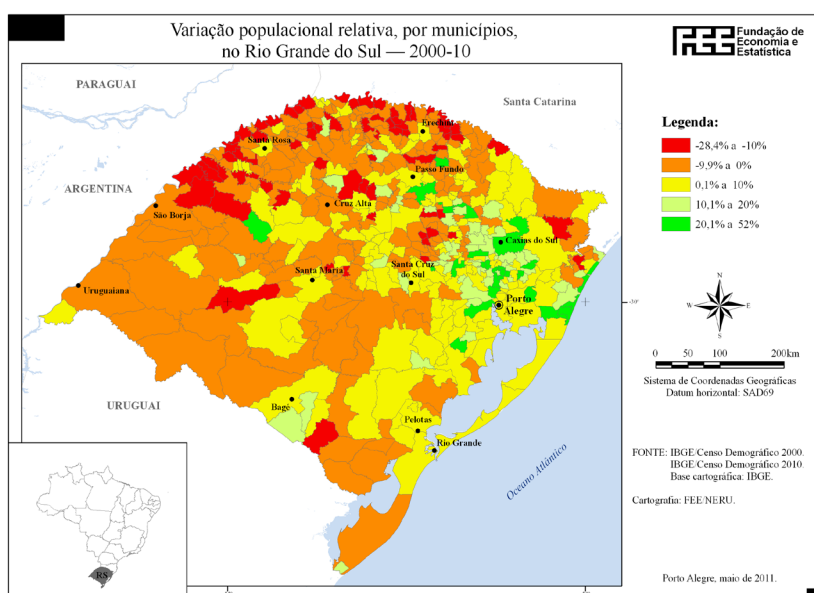 Variação populacional relativa, por municípios,
no Rio Grande do Sul — 2000-10
FEE
Fundação de
Economia e
Estatística
PARAGUAI
Santa Catarina
Erechim
Santa Rosa
Passo Fundo
ARGENTINA
São Borja
Cruz Alta
Caxias do Sul
Santa Maria
Santa Cruz
do Sul
Uruguaiana
Porto
Alegre
URUGUAI
Bagé
Pelotas
Rio Grande
Oceano Atlântico
RS
Legenda:
-28,4% a -10%
-9,9% a 0%
0,1% a 10%
10,1% a 20%
20,1% a 52%
-30°
N
W
E
S
0 50 100 200km
Sistema de Coordenadas Geográficas
Datum horizontal: SAD69
FONTE: IBGE/Censo Demográfico 2000.
IBGE/Censo Demográfico 2010.
Base cartográfica: IBGE.
Cartografia: FEE/NERU.
Porto Alegre, maio de 2011.